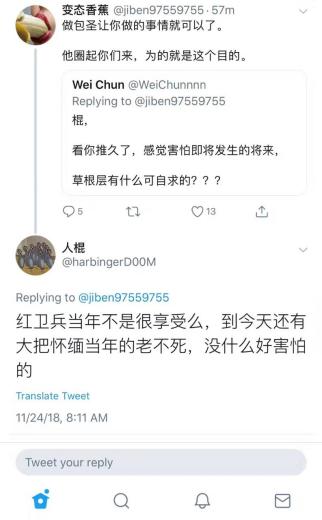 变态香蕉 @jiben97559755 · 57m
做包圣让你做的事情就可以了。
他圈起你们来，为的就是这个目的。
Wei Chun @WeiChunnnn
Replying to @jiben97559755
棍，
看你推久了，感觉害怕即将发生的将来，
草根层有什么可自求的？？？
5
13
人棍
@harbingerD00M
Replying to @jiben97559755
红卫兵当年不是很享受么，到今天还有
大把怀缅当年的老不死，没什么好害怕
的
Translate Tweet
11/24/18, 8:11 AM
Tweet your reply